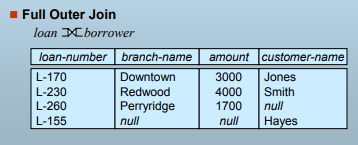 Full Outer Join
loan ⟗ borrower
loan-number branch-name amount customer-name
L-170 Downtown 3000 Jones
L-230 Redwood 4000 Smith
L-260 Perryridge 1700 null
L-155 null null Hayes